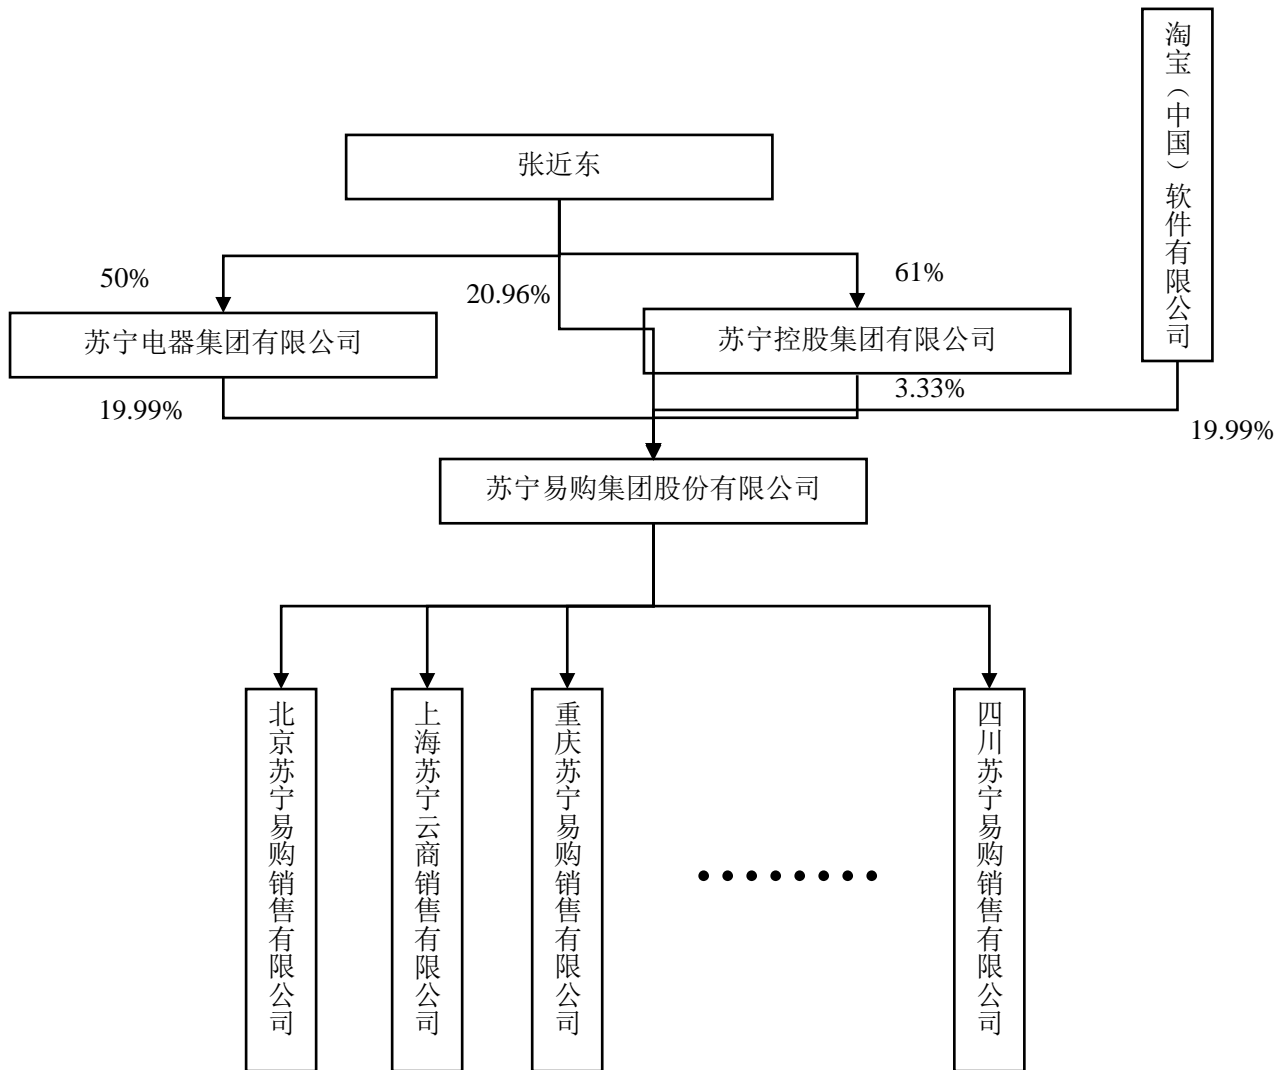 淘宝（中国）软件有限公司
张近东
50%
20.96%
61%
苏宁电器集团有限公司
苏宁控股集团有限公司
19.99%
3.33%
19.99%
苏宁易购集团股份有限公司
北京苏宁易购销售有限公司
上海苏宁云商销售有限公司
重庆苏宁易购销售有限公司
••••••••
四川苏宁易购销售有限公司